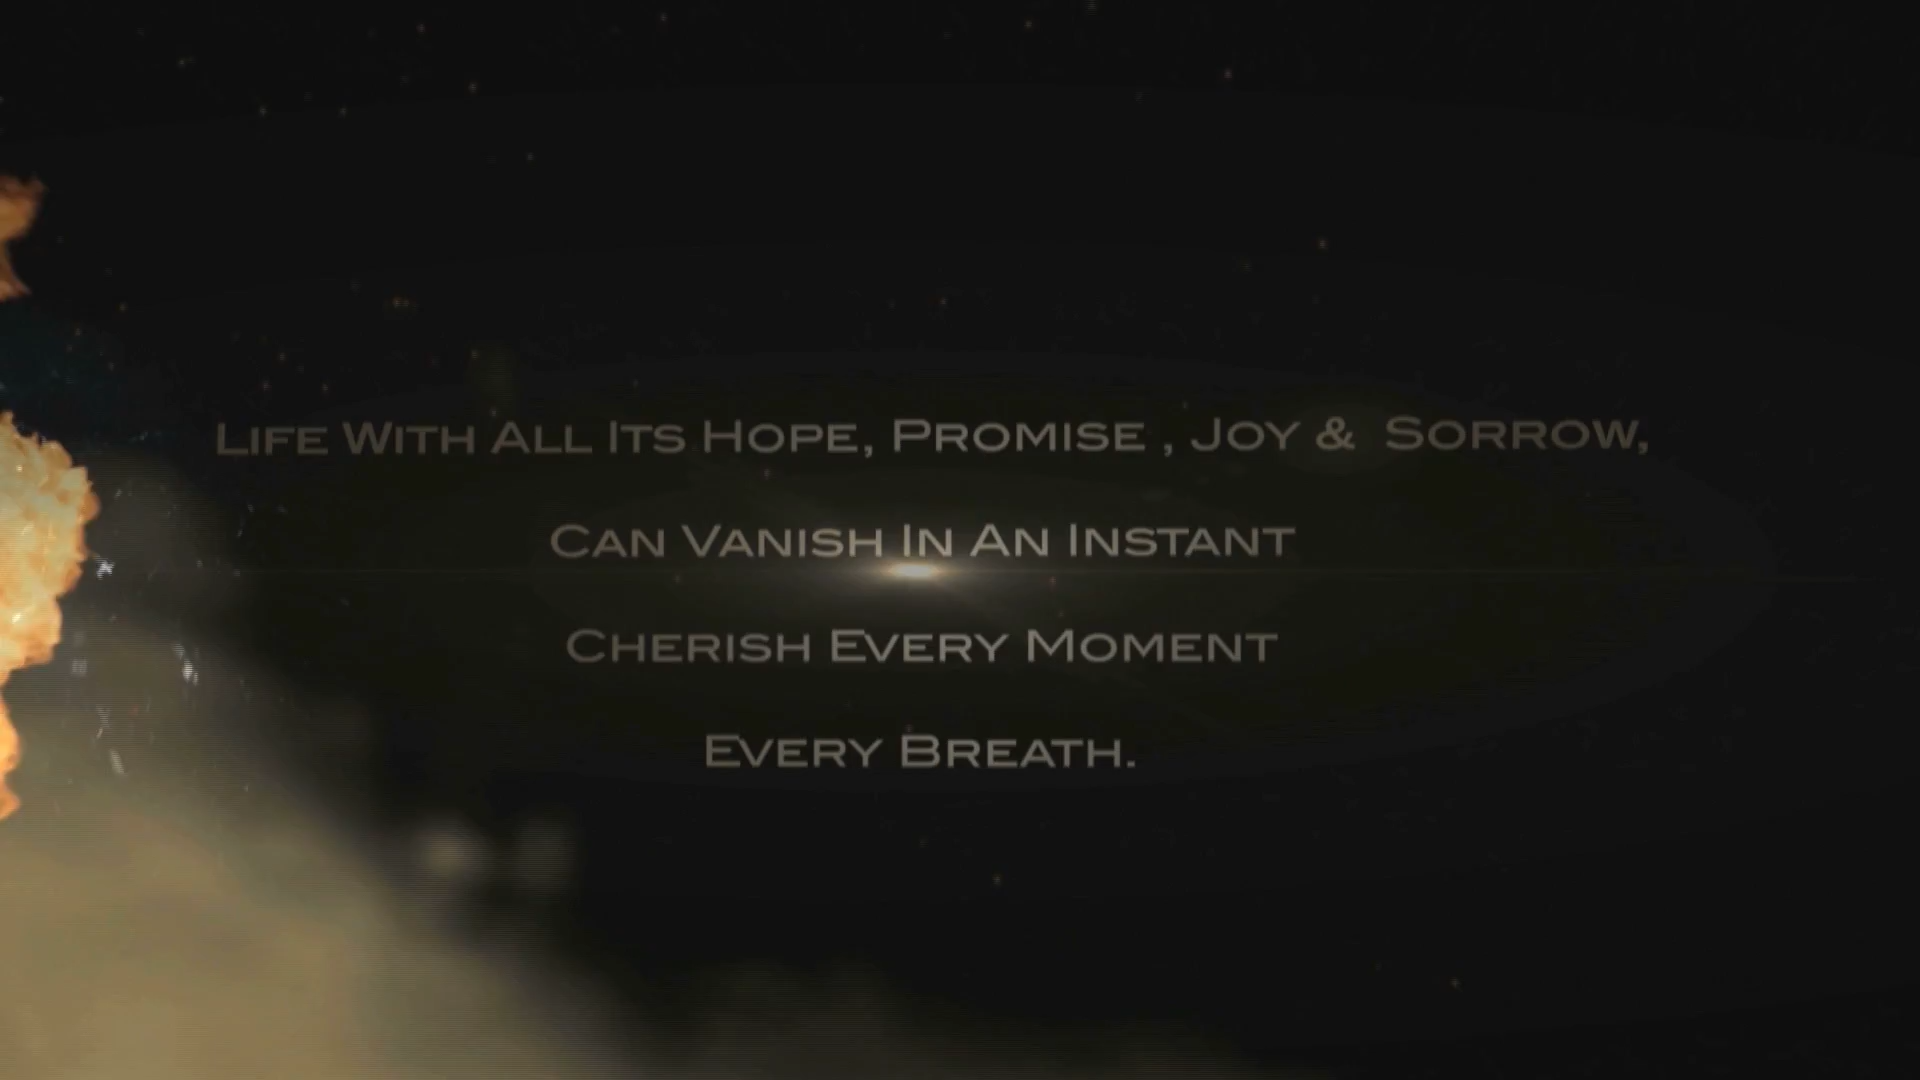 Life With All Its Hope, Promise , Joy &  Sorrow,
Can Vanish In An Instant
Cherish Every Moment
Every Breath.